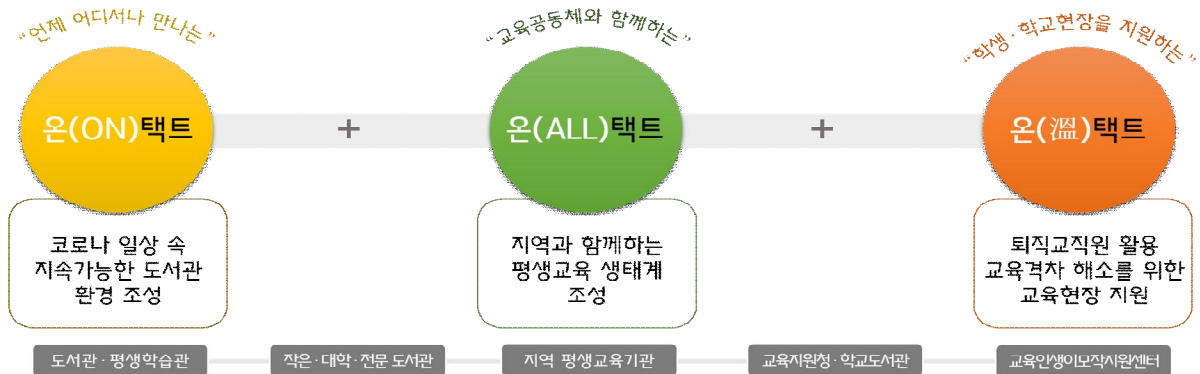 “언제 어디서나 만나는”
“교육공동체와 함께하는”
“학생·학교현장을 지원하는”
온(ON)택트
+
온(ALL)택트
+
온(溫)택트
코로나 일상 속
지속가능한 도서관
환경 조성
지역과 함께하는
평생교육 생태계
조성
퇴직교직원 활용
교육격차 해소를 위한
교육현장 지원
도서관·평생학습관
작은·대학·전문 도서관
지역 평생교육기관
교육지원청·학교도서관
교육인생이모작지원센터